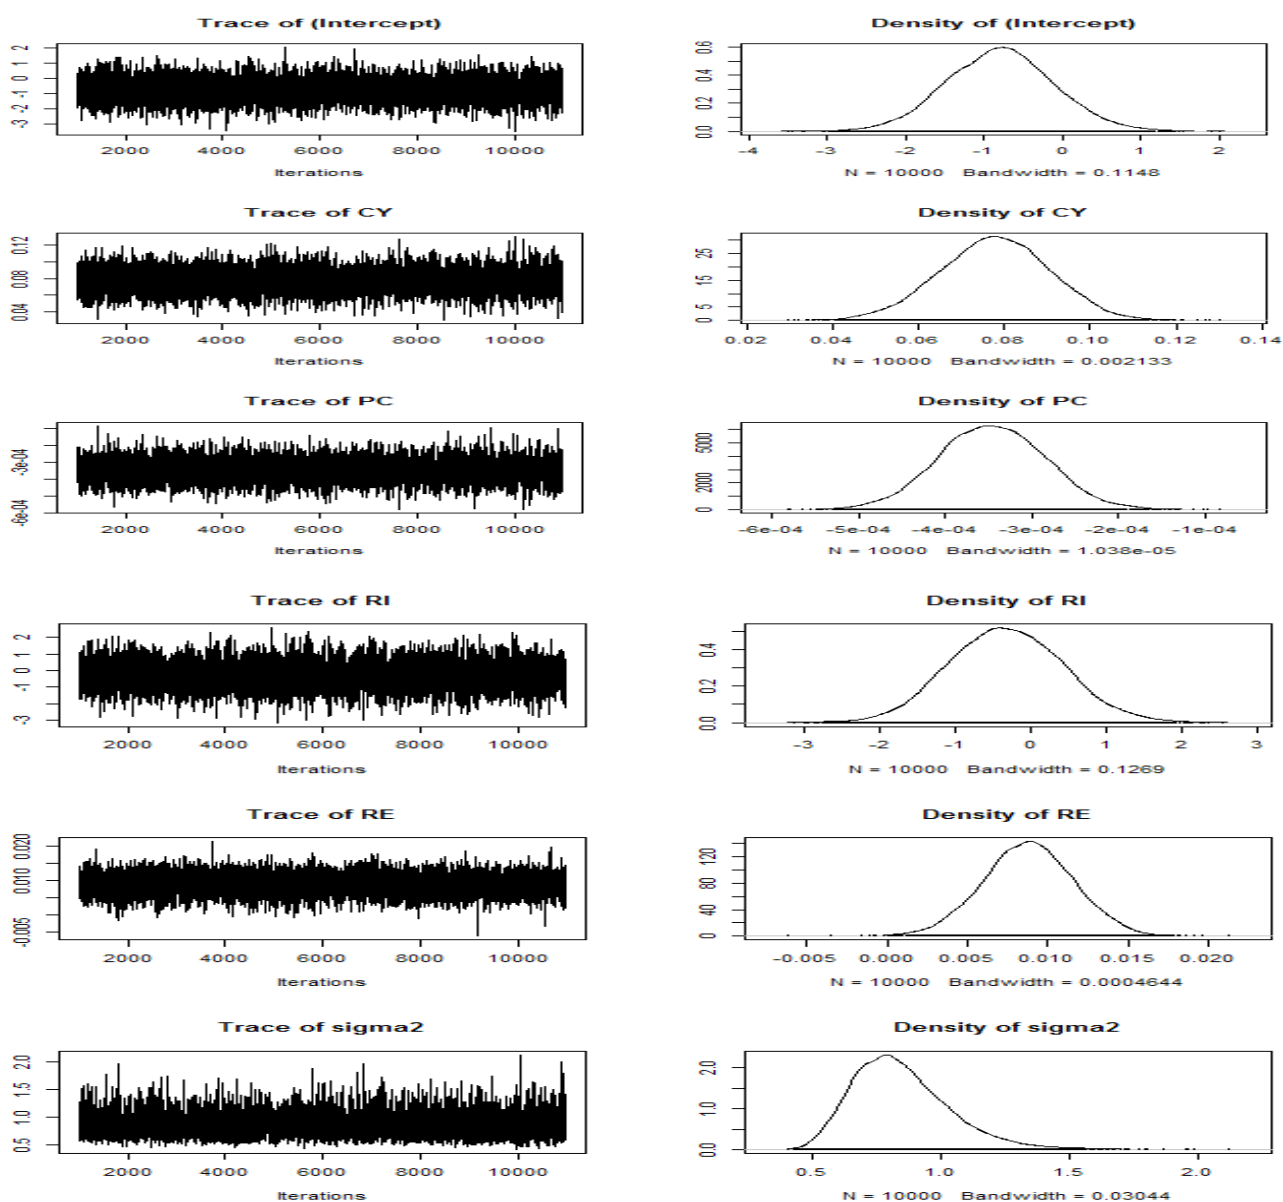 Trace of (Intercept)
Density of (Intercept)
-3 -2 -1 0 1 2
2000 4000 6000 8000 10000
Iterations
0.0 0.2 0.4 0.6
-4 -3 -2 -1 0 1 2
N = 10000 Bandwidth = 0.1148
Trace of CY
Density of CY
0.04 0.08 0.12
2000 4000 6000 8000 10000
Iterations
0 5 15 25
0.02 0.04 0.06 0.08 0.10 0.12 0.14
N = 10000 Bandwidth = 0.002133
Trace of PC
Density of PC
-6e-04 -3e-04
2000 4000 6000 8000 10000
Iterations
0 2000 5000
-6e-04 -5e-04 -4e-04 -3e-04 -2e-04 -1e-04
N = 10000 Bandwidth = 1.038e-05
Trace of RI
Density of RI
-3 -1 0 1 2
2000 4000 6000 8000 10000
Iterations
0.0 0.2 0.4
-3 -2 -1 0 1 2 3
N = 10000 Bandwidth = 0.1269
Trace of RE
Density of RE
-0.005 0.010 0.020
2000 4000 6000 8000 10000
Iterations
0 40 80 120
-0.005 0.000 0.005 0.010 0.015 0.020
N = 10000 Bandwidth = 0.0004644
Trace of sigma2
Density of sigma2
0.5 1.0 1.5 2.0
2000 4000 6000 8000 10000
Iterations
0.0 1.0 2.0
0.5 1.0 1.5 2.0
N = 10000 Bandwidth = 0.03044